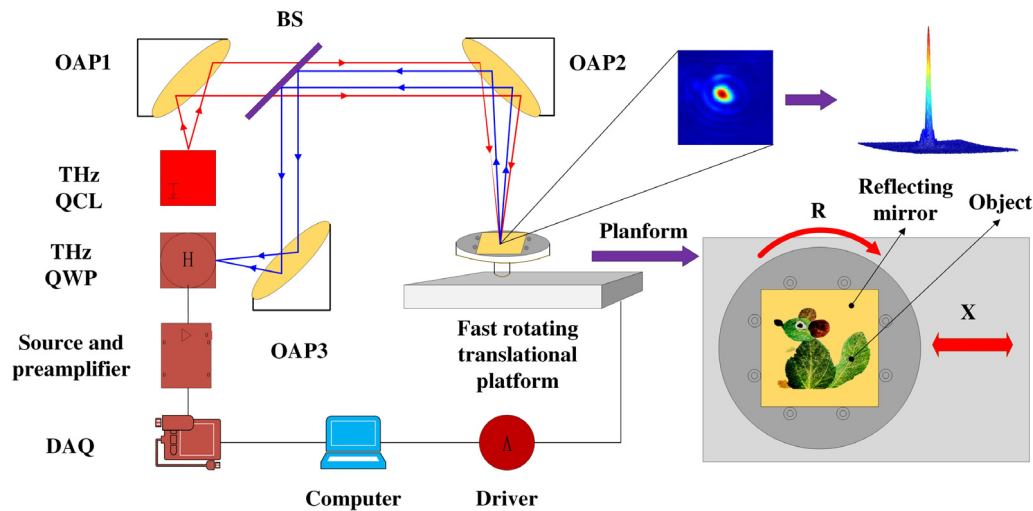 BS
OAP1
OAP2
THz
QCL
Reflecting
mirror
Object
R
THz
QWP
H
Planform
X
Source and
preamplifier
OAP3
Fast rotating
translational
platform
DAQ
Λ
Computer
Driver